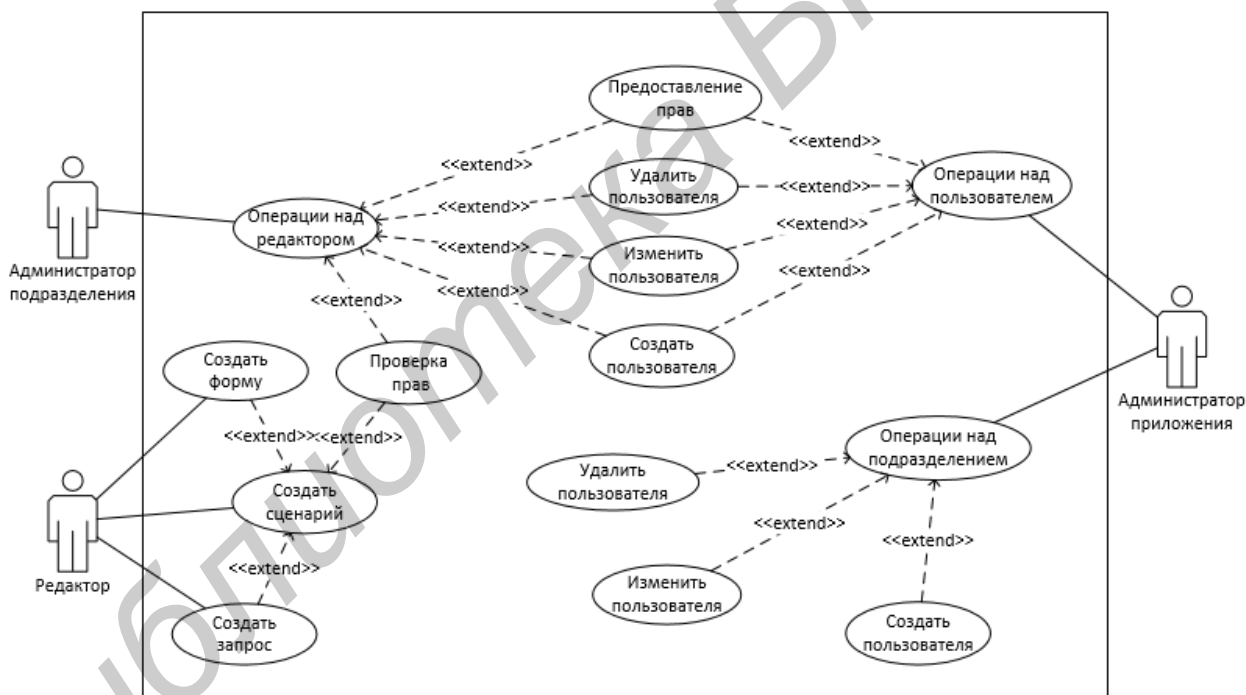 Предоставление
прав
<<extend>>
<<extend>>
Удалить
пользователя
<<extend>>
<<extend>>
Операции над
пользователем
Операции над
редактором
<<extend>>
Изменить
пользователя
<<extend>>
Администратор
подразделения
<<extend>>
<<extend>>
<<extend>>
Создать
пользователя
Создать
форму
Проверка
прав
Администратор
приложения
<<extend>>
<<extend>>
Операции над
подразделением
Удалить
пользователя
<<extend>>
Создать
сценарий
<<extend>>
<<extend>>
<<extend>>
Редактор
Изменить
пользователя
Создать
запрос
Создать
пользователя